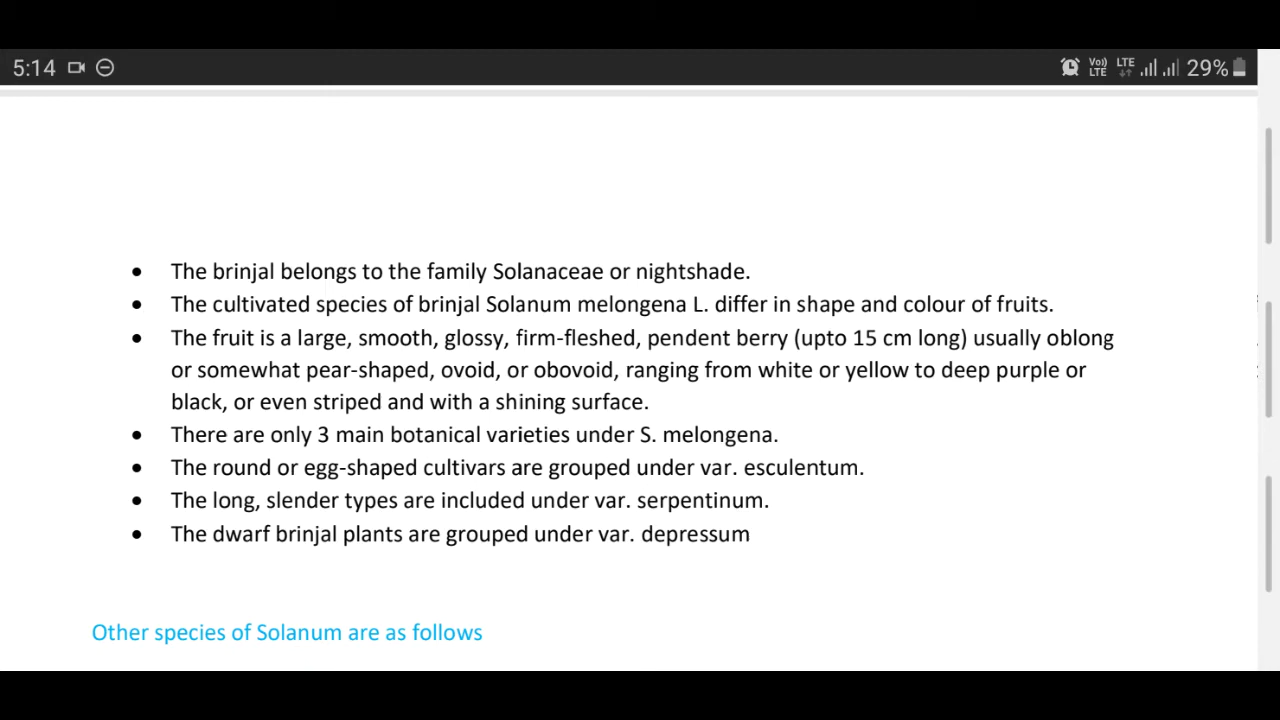 5:14
Vo)) LTE LTE 29%
• The brinjal belongs to the family Solanaceae or nightshade.
• The cultivated species of brinjal Solanum melongena L. differ in shape and colour of fruits.
• The fruit is a large, smooth, glossy, firm-fleshed, pendent berry (upto 15 cm long) usually oblong
or somewhat pear-shaped, ovoid, or obovoid, ranging from white or yellow to deep purple or
black, or even striped and with a shining surface.
• There are only 3 main botanical varieties under S. melongena.
• The round or egg-shaped cultivars are grouped under var. esculentum.
• The long, slender types are included under var. serpentinum.
• The dwarf brinjal plants are grouped under var. depressum
Other species of Solanum are as follows